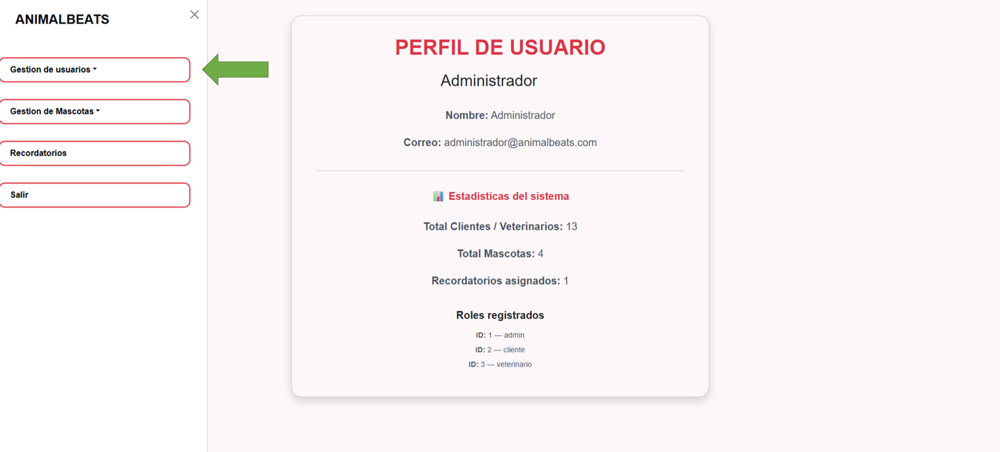 ANIMALBEATS
Gestion de usuarios
Gestion de Mascotas
Recordatorios
Salir
PERFIL DE USUARIO
Administrador
Nombre: Administrador
Correo: administrador@animalbeats.com
Estadísticas del sistema
Total Clientes / Veterinarios: 13
Total Mascotas: 4
Recordatorios asignados: 1
Roles registrados
ID: 1 — admin
ID: 2 — cliente
ID: 3 — veterinario